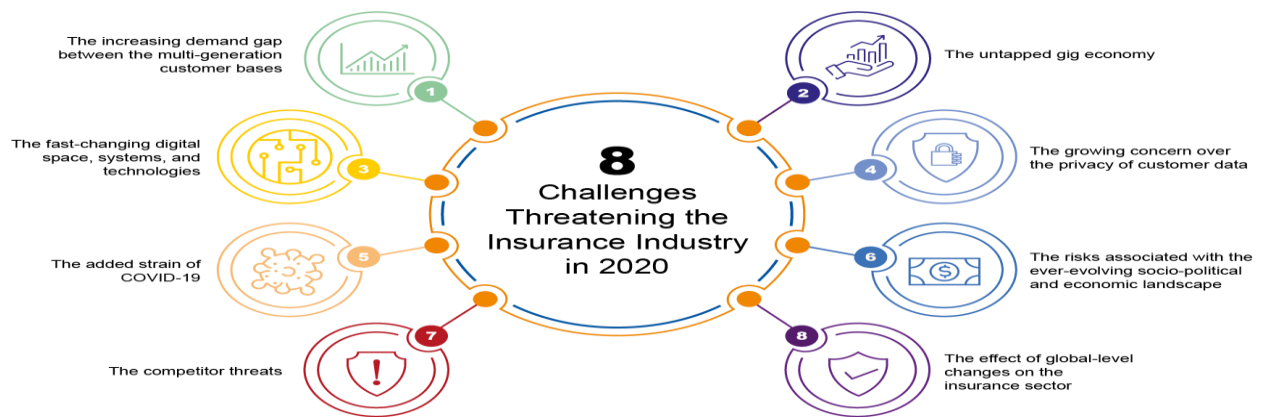 8
Challenges
Threatening the
Insurance Industry
in 2020
1
The increasing demand gap
between the multi-generation
customer bases
2
The untapped gig economy
3
The fast-changing digital
space, systems, and
technologies
4
The growing concern over
the privacy of customer data
5
The added strain of
COVID-19
6
The risks associated with the
ever-evolving socio-political
and economic landscape
$
7
The competitor threats
!
8
The effect of global-level
changes on the
insurance sector